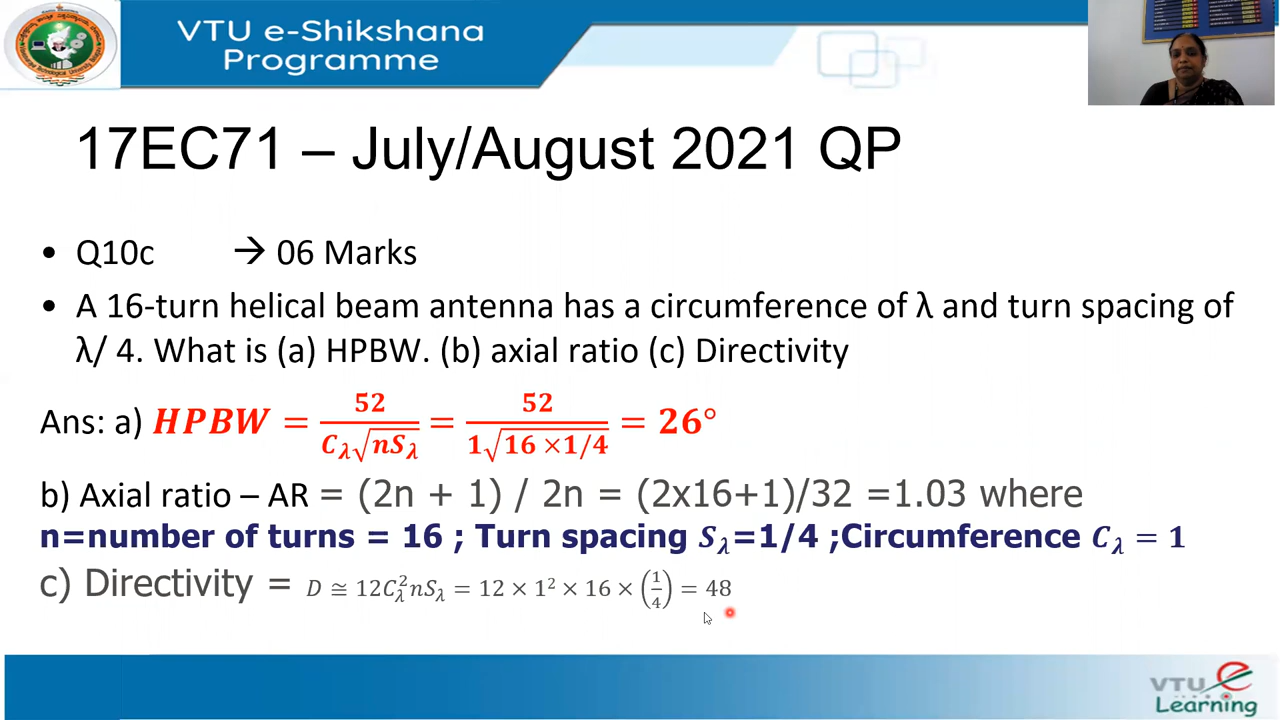 VTU e-Shikshana
Programme
17EC71 – July/August 2021 QP
• Q10c → 06 Marks
• A 16-turn helical beam antenna has a circumference of λ and turn spacing of
λ/ 4. What is (a) HPBW. (b) axial ratio (c) Directivity
Ans: a) HPBW = 52 / (C_λ√(nS_λ)) = 52 / (1√(16 ×1/4)) = 26°
b) Axial ratio – AR = (2n + 1) / 2n = (2x16+1)/32 =1.03 where
n=number of turns = 16 ; Turn spacing S_λ=1/4 ;Circumference C_λ = 1
c) Directivity = D ≅ 12C_λ²nS_λ = 12 × 1² × 16 × (1/4) = 48
VTU e
Learning